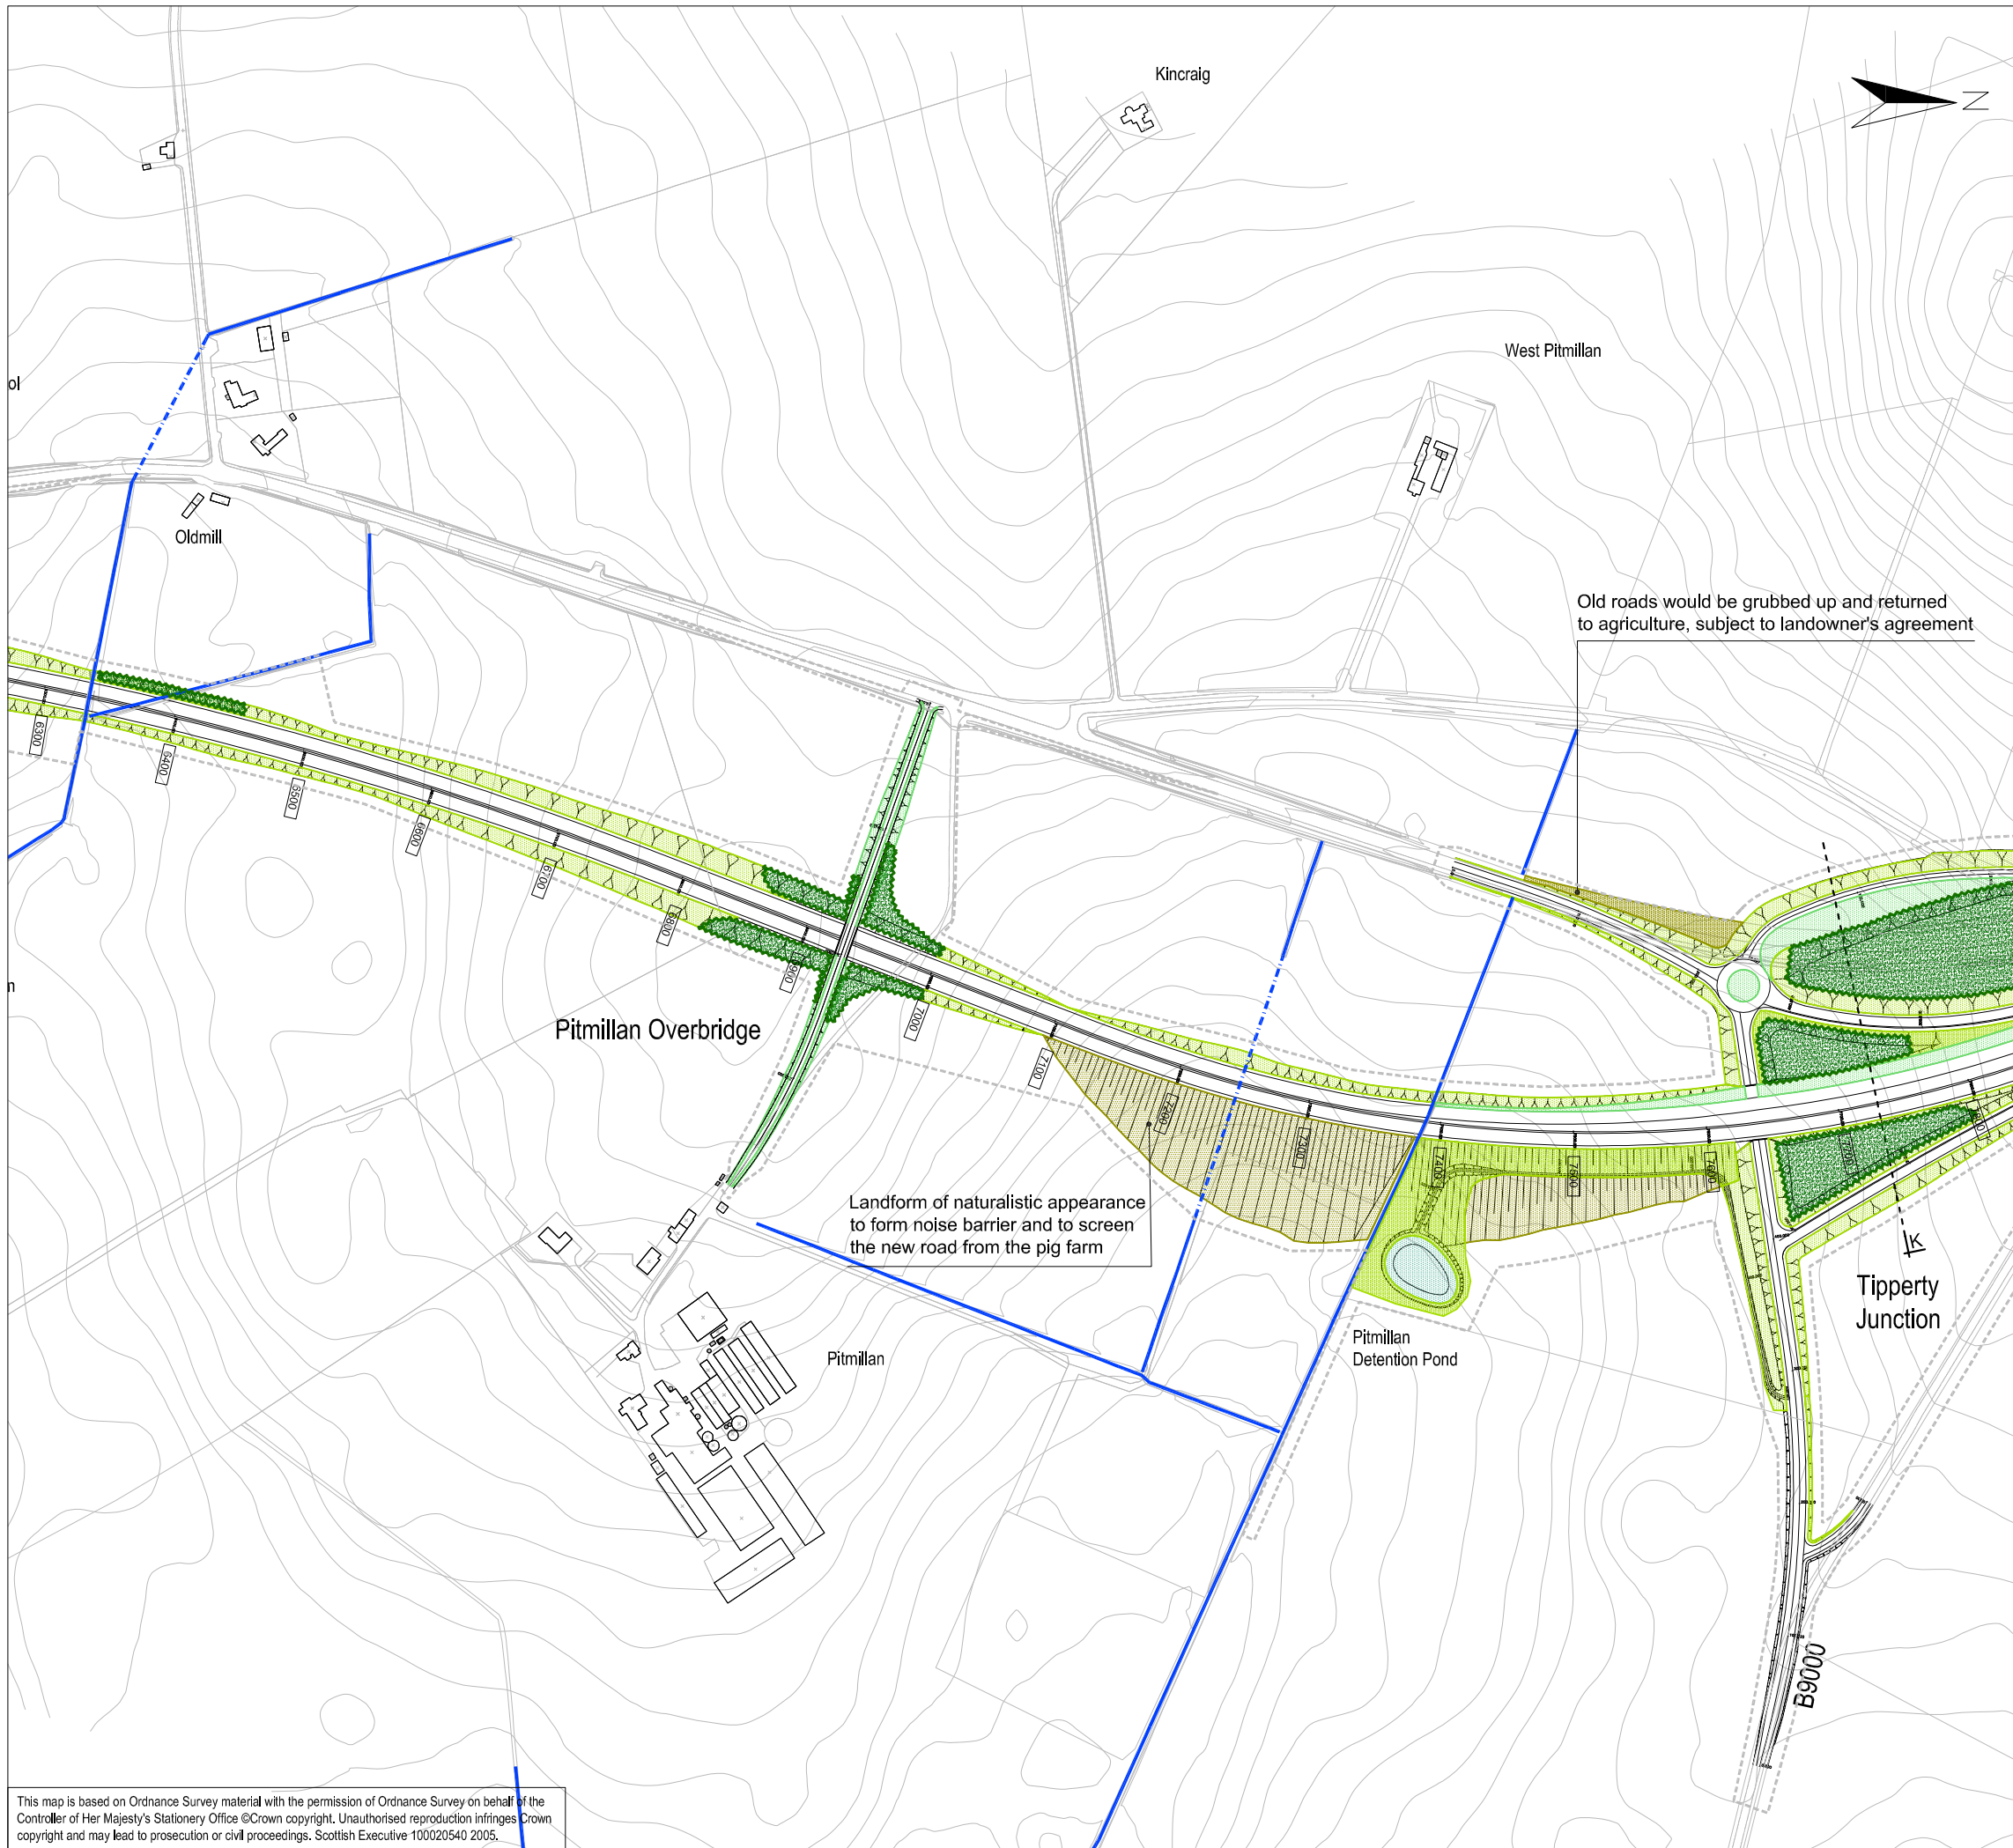 Kincraig
N
West Pitmillan
ol
Oldmill
Old roads would be grubbed up and returned
to agriculture, subject to landowner's agreement
6300
6400
6500
6600
6700
6800
6900
7000
7100
7200
7300
7400
7600
n
Pitmillan Overbridge
Landform of naturalistic appearance
to form noise barrier and to screen
the new road from the pig farm
K
Tipperty
Junction
Pitmillan
Detention Pond
Pitmillan
B9000
This map is based on Ordnance Survey material with the permission of Ordnance Survey on behalf of the
Controller of Her Majesty's Stationery Office ©Crown copyright. Unauthorised reproduction infringes Crown
copyright and may lead to prosecution or civil proceedings. Scottish Executive 100020540 2005.